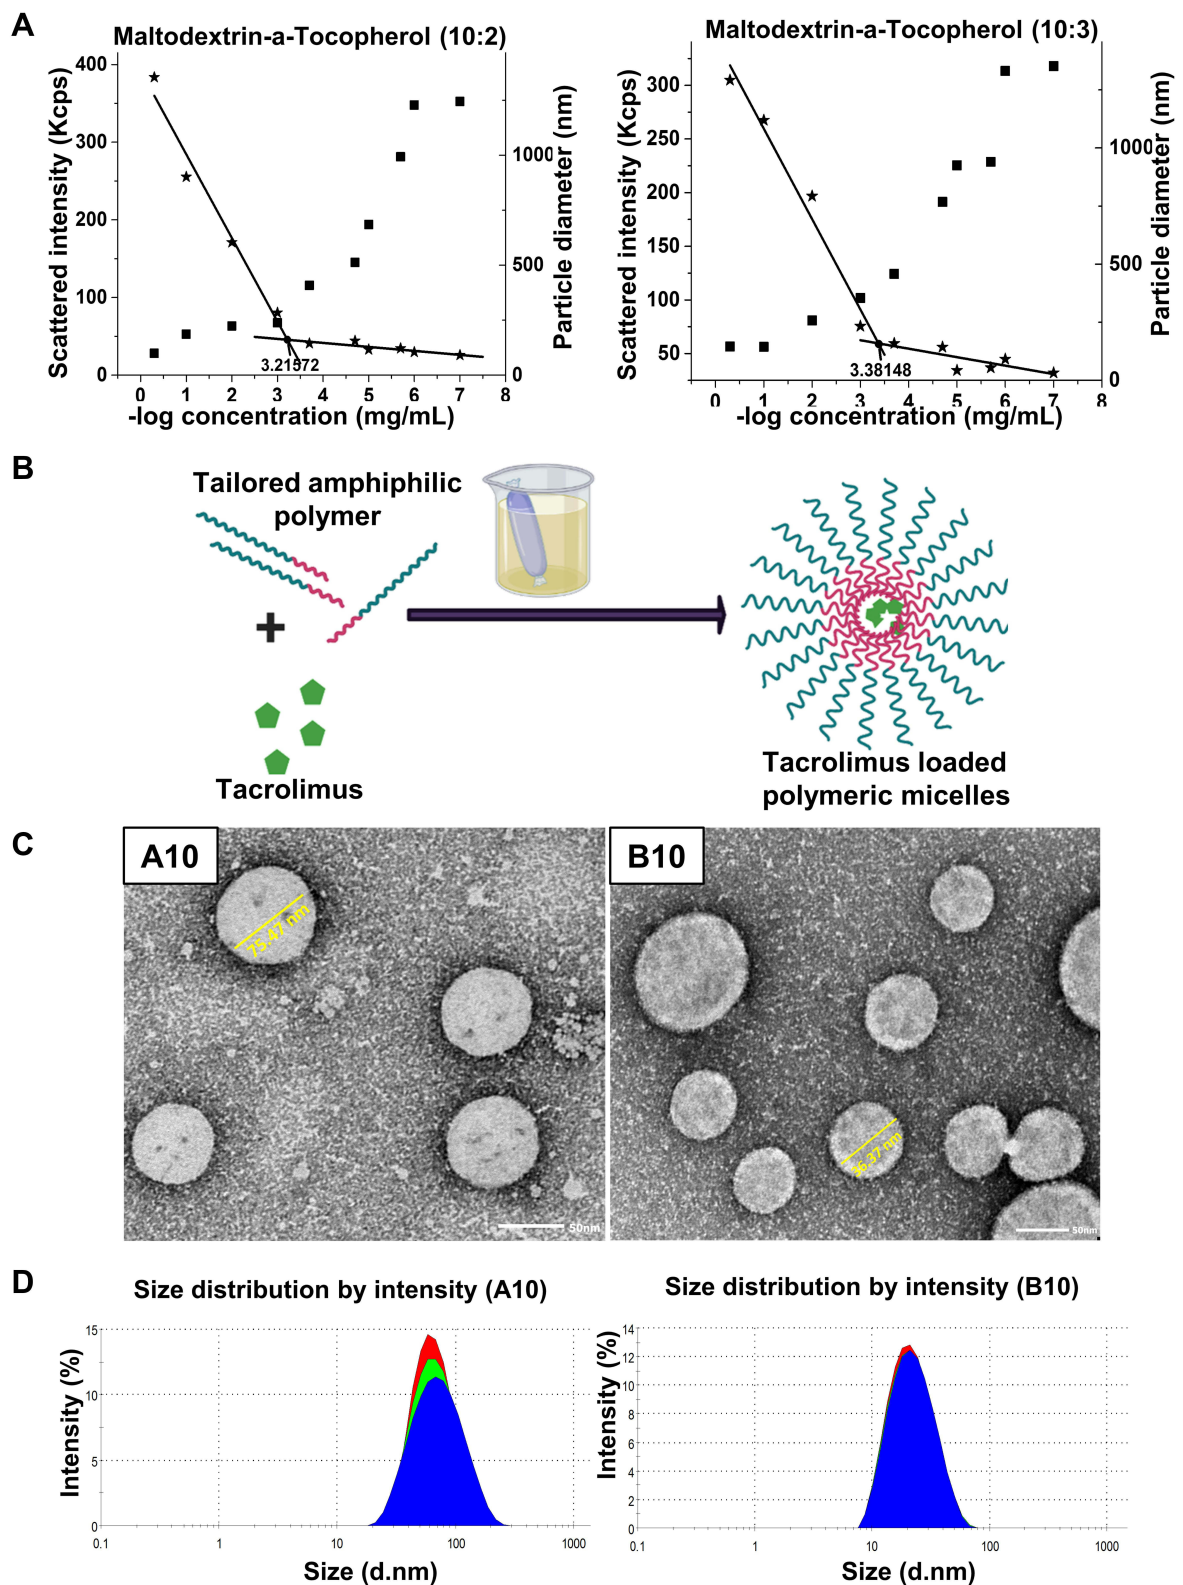 A
Maltodextrin-a-Tocopherol (10:2)
Scattered intensity (Kcps)
400
300
200
100
0
1000
500
0
Particle diameter (nm)
3.21572
0 1 2 3 4 5 6 7 8
-log concentration (mg/mL)
Maltodextrin-a-Tocopherol (10:3)
Scattered intensity (Kcps)
300
250
200
150
100
50
1000
500
0
Particle diameter (nm)
3.38148
0 1 2 3 4 5 6 7 8
-log concentration (mg/mL)
B
Tailored amphiphilic
polymer
Tacrolimus
Tacrolimus loaded
polymeric micelles
C
A10
75.47 nm
50nm
B10
36.37 nm
50nm
D
Size distribution by intensity (A10)
Intensity (%)
15
10
5
0
0.1 1 10 100 1000
Size (d.nm)
Size distribution by intensity (B10)
Intensity (%)
14
12
10
8
6
4
2
0
0.1 1 10 100 1000
Size (d.nm)